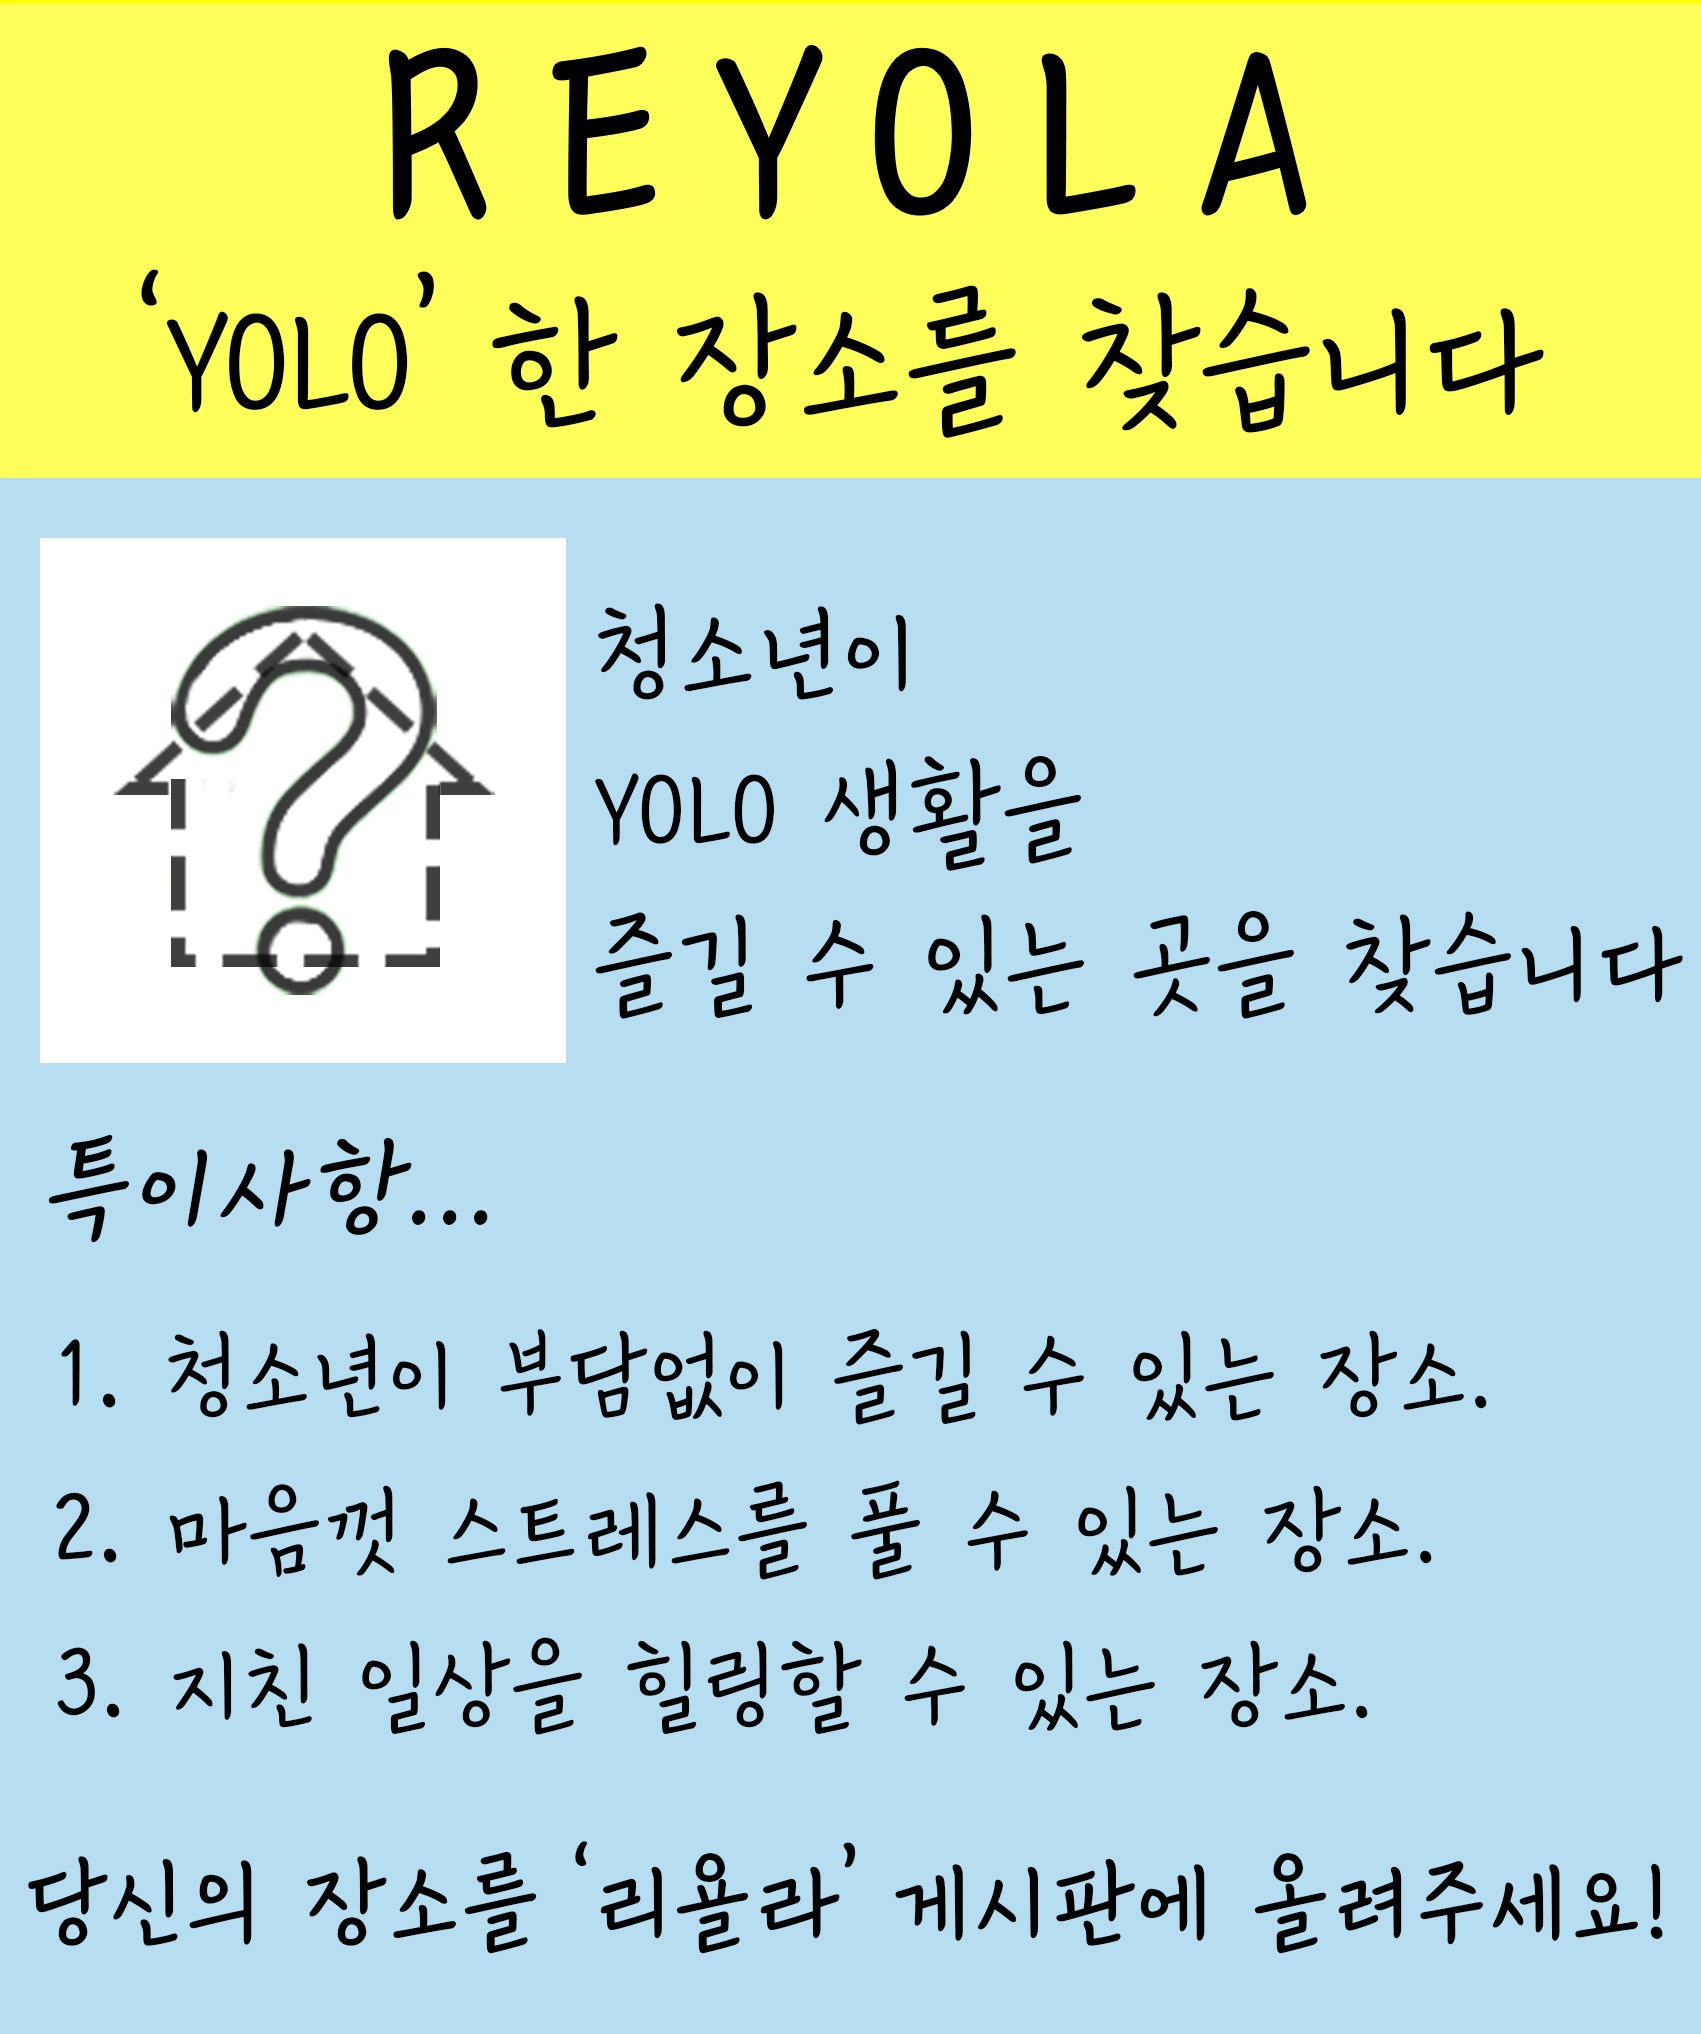 REYOLA
‘YOLO’ 한 장소를 찾습니다
청소년이
YOLO 생활을
즐길 수 있는 곳을 찾습니다
특이사항...
1. 청소년이 부담없이 즐길 수 있는 장소.
2. 마음껏 스트레스를 풀 수 있는 장소.
3. 지친 일상을 힐링할 수 있는 장소.
당신의 장소를 ‘리욜라’ 게시판에 올려주세요!